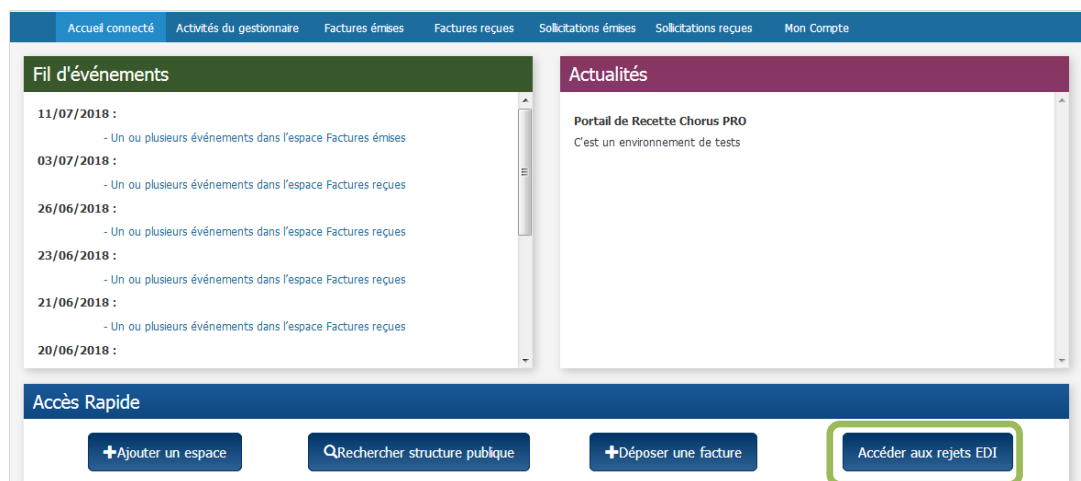 Accueil connecté Activités du gestionnaire Factures émises Factures reçues Sollicitations émises Sollicitations reçues Mon Compte
Fil d'événements
11/07/2018 :
- Un ou plusieurs événements dans l'espace Factures émises
03/07/2018 :
- Un ou plusieurs événements dans l'espace Factures reçues
26/06/2018 :
- Un ou plusieurs événements dans l'espace Factures reçues
23/06/2018 :
- Un ou plusieurs événements dans l'espace Factures reçues
21/06/2018 :
- Un ou plusieurs événements dans l'espace Factures reçues
20/06/2018 :
Actualités
Portail de Recette Chorus PRO
C'est un environnement de tests
Accès Rapide
+Ajouter un espace
Rechercher structure publique
+Déposer une facture
Accéder aux rejets EDI